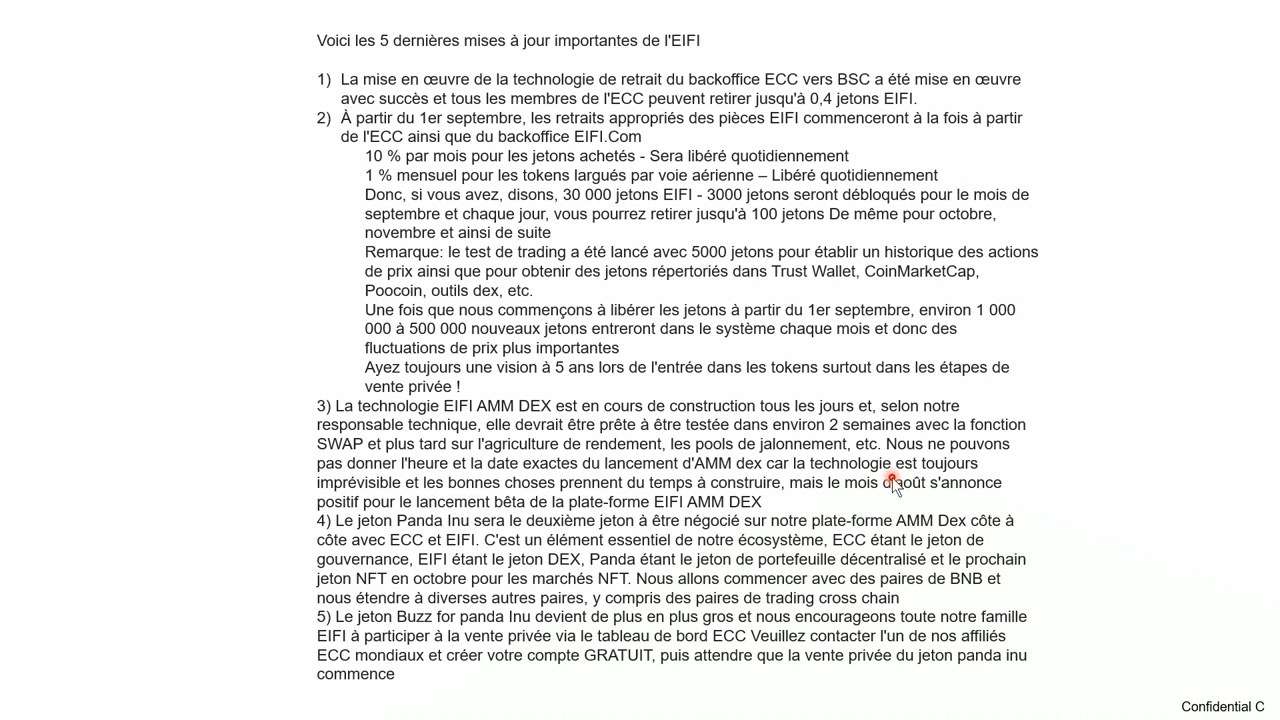 Voici les 5 dernières mises à jour importantes de l'EIFI
1) La mise en œuvre de la technologie de retrait du backoffice ECC vers BSC a été mise en œuvre
avec succès et tous les membres de l'ECC peuvent retirer jusqu'à 0,4 jetons EIFI.
2) À partir du 1er septembre, les retraits appropriés des pièces EIFI commenceront à la fois à partir
de l'ECC ainsi que du backoffice EIFI.Com
10 % par mois pour les jetons achetés - Sera libéré quotidiennement
1 % mensuel pour les tokens largués par voie aérienne – Libéré quotidiennement
Donc, si vous avez, disons, 30 000 jetons EIFI - 3000 jetons seront débloqués pour le mois de
septembre et chaque jour, vous pourrez retirer jusqu'à 100 jetons De même pour octobre,
novembre et ainsi de suite
Remarque: le test de trading a été lancé avec 5000 jetons pour établir un historique des actions
de prix ainsi que pour obtenir des jetons répertoriés dans Trust Wallet, CoinMarketCap,
Poocoin, outils dex, etc.
Une fois que nous commençons à libérer les jetons à partir du 1er septembre, environ 1 000
000 à 500 000 nouveaux jetons entreront dans le système chaque mois et donc des
fluctuations de prix plus importantes
Ayez toujours une vision à 5 ans lors de l'entrée dans les tokens surtout dans les étapes de
vente privée !
3) La technologie EIFI AMM DEX est en cours de construction tous les jours et, selon notre
responsable technique, elle devrait être prête à être testée dans environ 2 semaines avec la fonction
SWAP et plus tard sur l'agriculture de rendement, les pools de jalonnement, etc. Nous ne pouvons
pas donner l'heure et la date exactes du lancement d'AMM dex car la technologie est toujours
imprévisible et les bonnes choses prennent du temps à construire, mais le mois d'août s'annonce
positif pour le lancement bêta de la plate-forme EIFI AMM DEX
4) Le jeton Panda Inu sera le deuxième jeton à être négocié sur notre plate-forme AMM Dex côte à
côte avec ECC et EIFI. C'est un élément essentiel de notre écosystème, ECC étant le jeton de
gouvernance, EIFI étant le jeton DEX, Panda étant le jeton de portefeuille décentralisé et le prochain
jeton NFT en octobre pour les marchés NFT. Nous allons commencer avec des paires de BNB et
nous étendre à diverses autres paires, y compris des paires de trading cross chain
5) Le jeton Buzz for panda Inu devient de plus en plus gros et nous encourageons toute notre famille
EIFI à participer à la vente privée via le tableau de bord ECC Veuillez contacter l'un de nos affiliés
ECC mondiaux et créer votre compte GRATUIT, puis attendre que la vente privée du jeton panda inu
commence
Confidential C